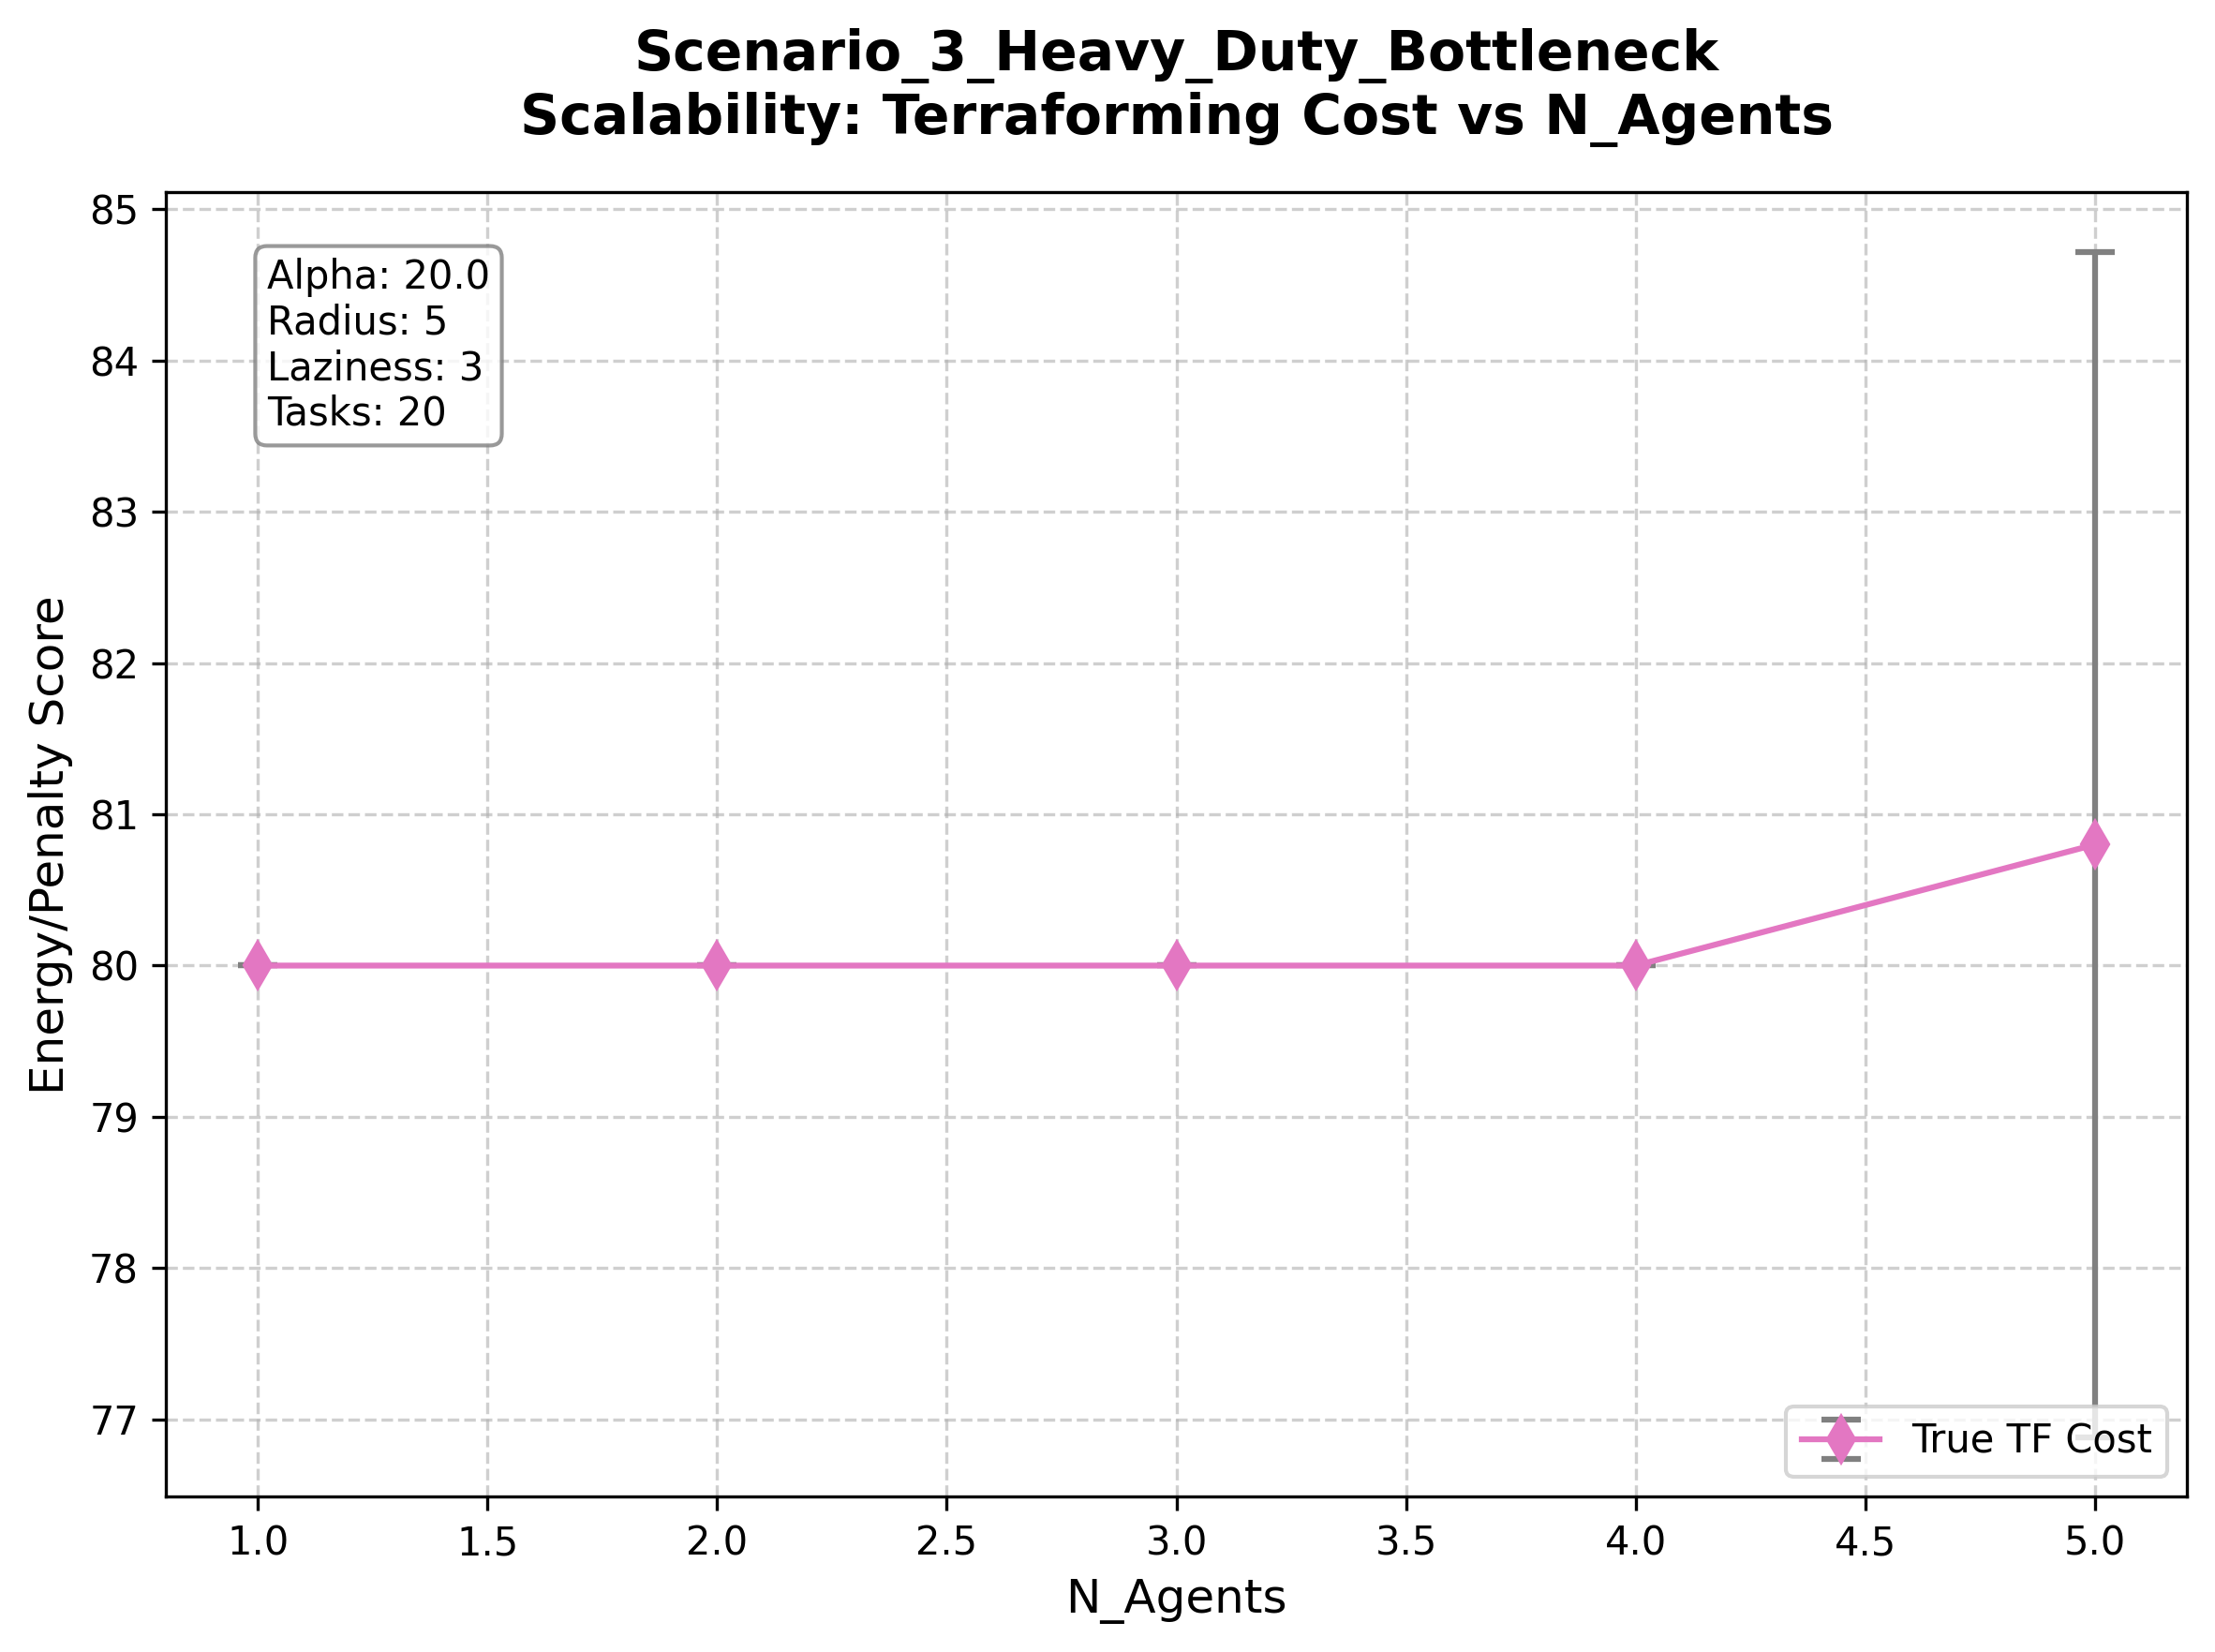 Scenario_3_Heavy_Duty_Bottleneck
Scalability: Terraforming Cost vs N_Agents
85
84
83
82
81
80
79
78
77
Energy/Penalty Score
Alpha: 20.0
Radius: 5
Laziness: 3
Tasks: 20
True TF Cost
1.0 1.5 2.0 2.5 3.0 3.5 4.0 4.5 5.0
N_Agents